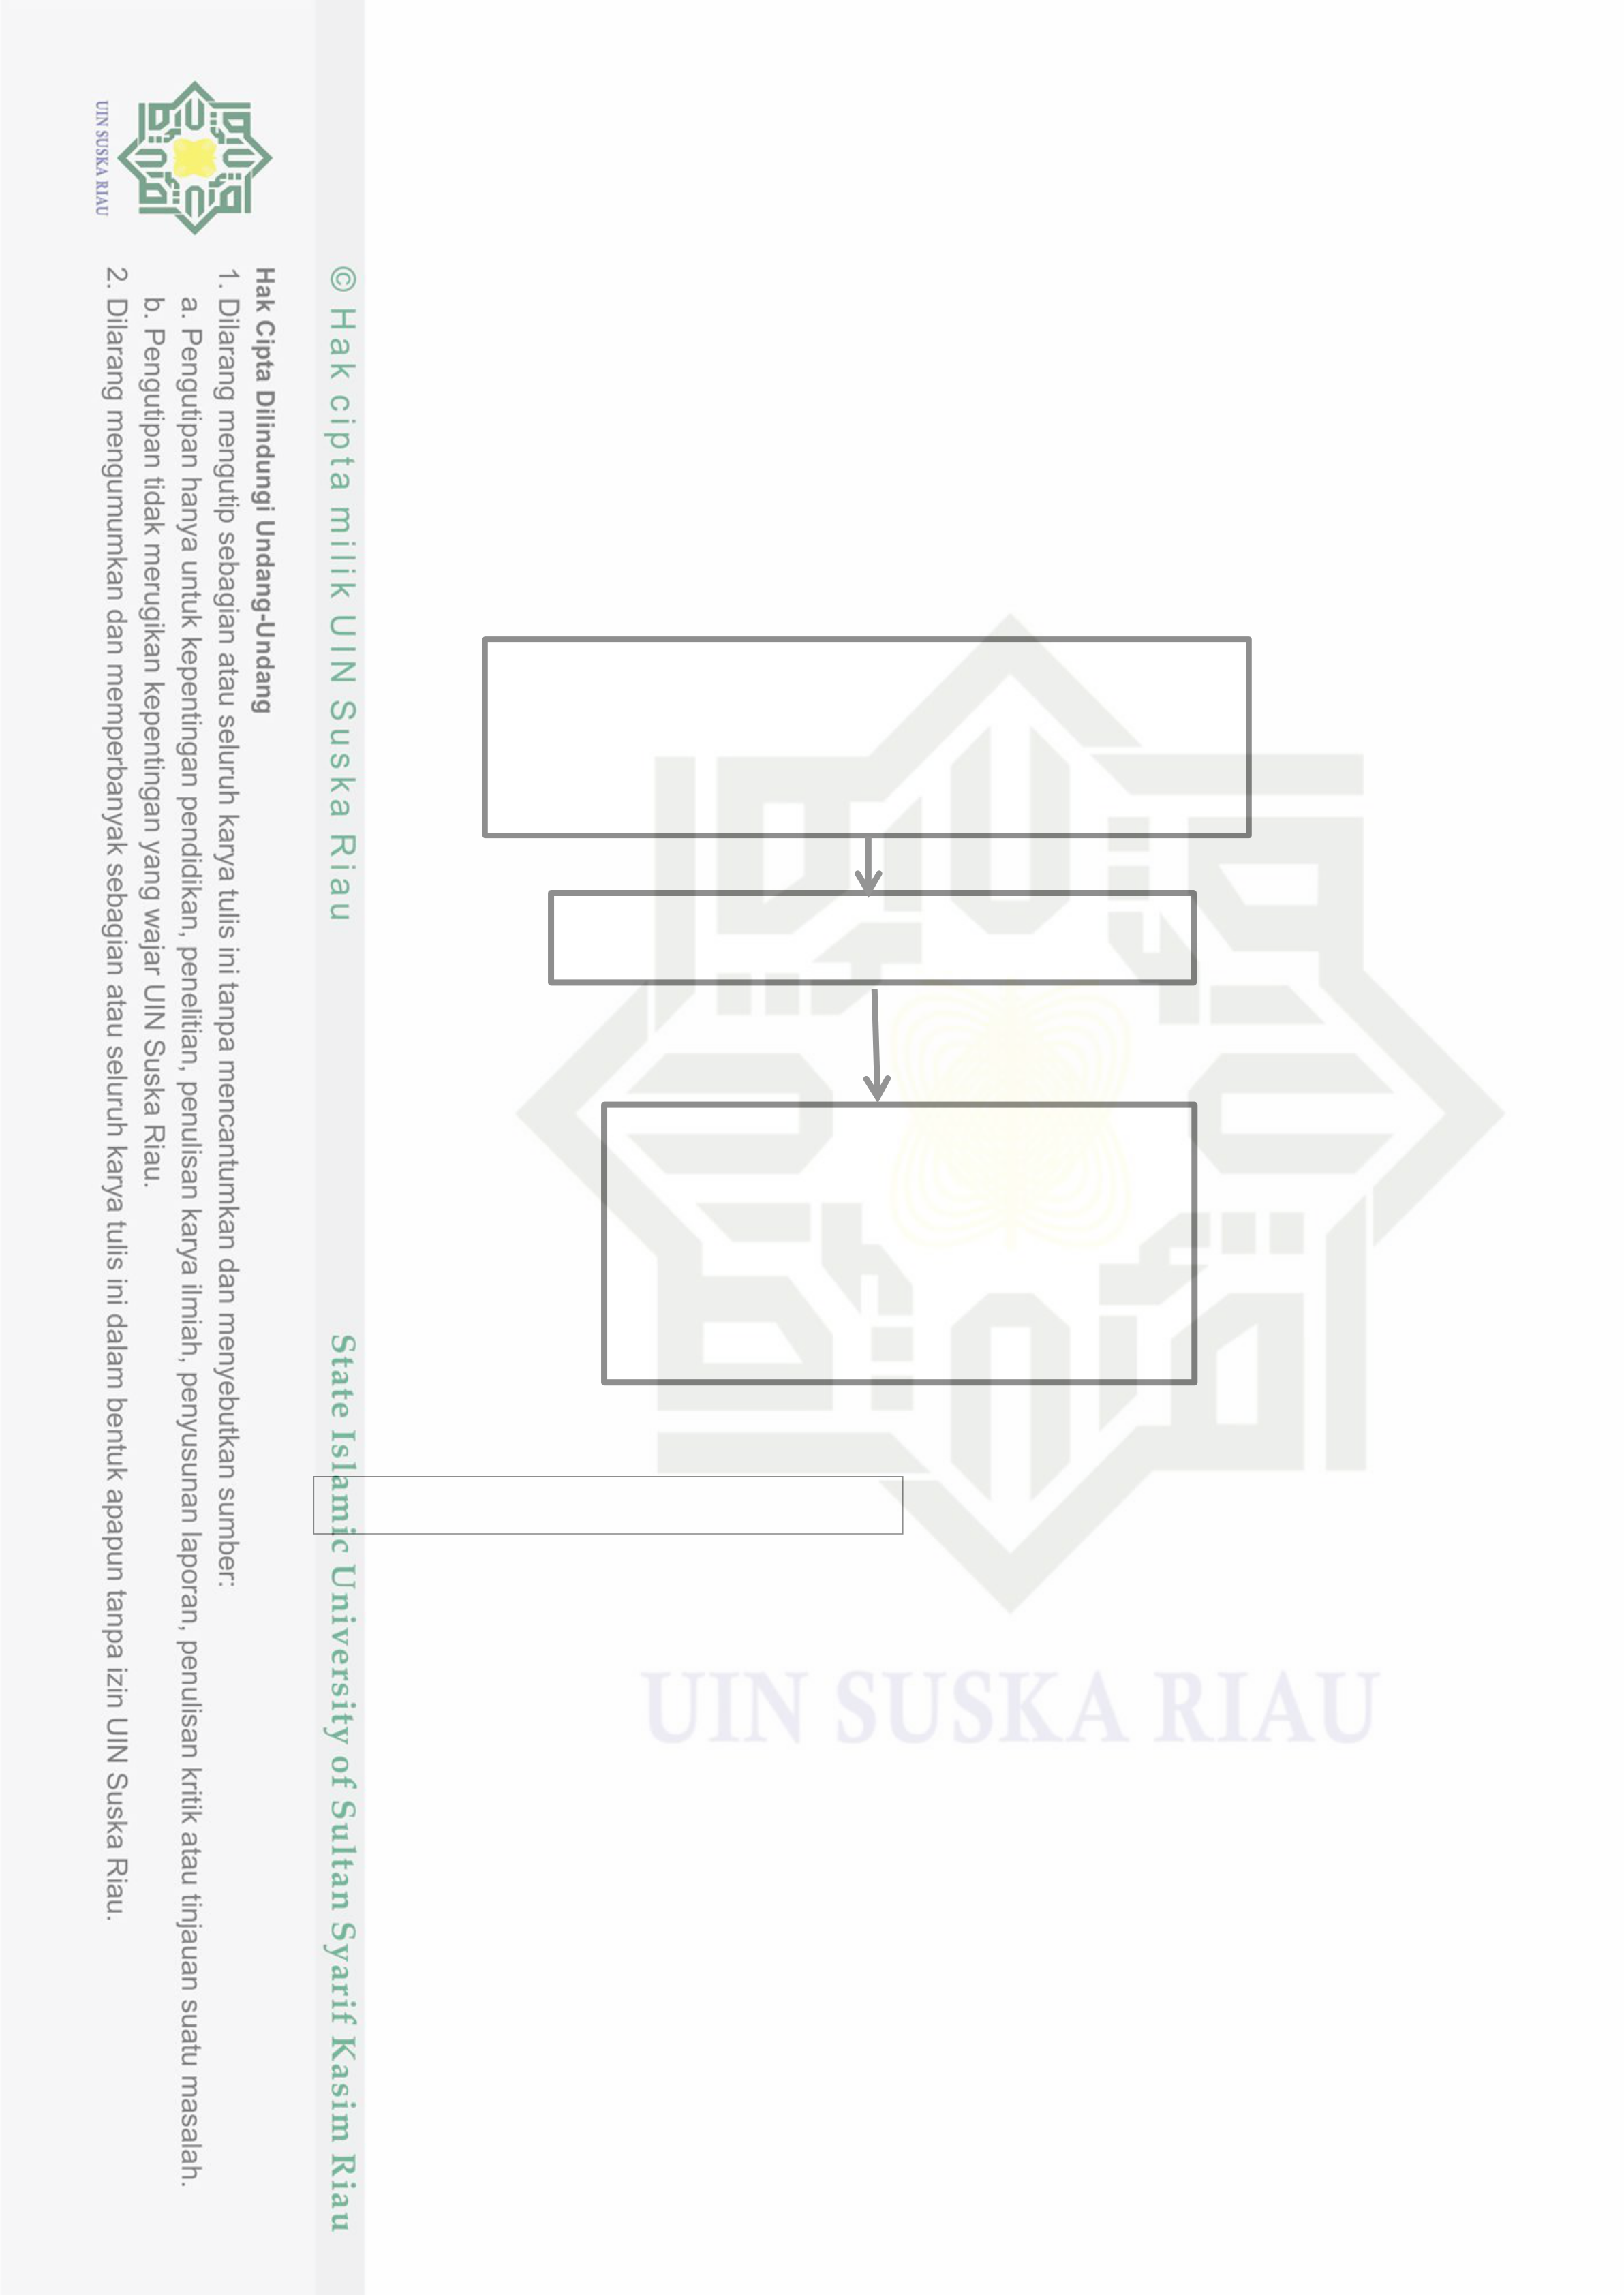 UIN SUSKA RIAU
Hak Cipta Dilindungi Undang-Undang
1. Dilarang mengutip sebagian atau seluruh karya tulis ini tanpa mencantumkan dan menyebutkan sumber:
a. Pengutipan hanya untuk kepentingan pendidikan, penelitian, penulisan karya ilmiah, penyusunan laporan, penulisan kritik atau tinjauan suatu masalah.
b. Pengutipan tidak merugikan kepentingan yang wajar UIN Suska Riau.
2. Dilarang mengumumkan dan memperbanyak sebagian atau seluruh karya tulis ini dalam bentuk apapun tanpa izin UIN Suska Riau.
© Hak cipta milik UIN Suska Riau
State Islamic University of Sultan Syarif Kasim Riau
UIN SUSKA RIAU